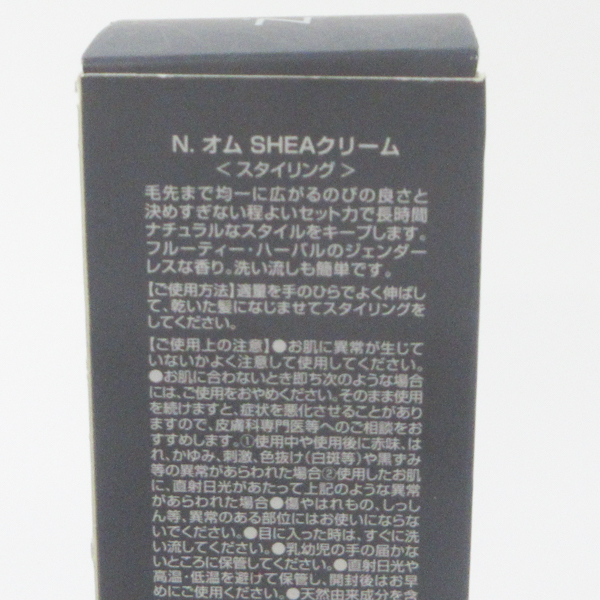 N. オム SHEAクリーム
＜スタイリング＞
毛先まで均一に広がるのびの良さと
決めすぎない程よいセット力で長時間
ナチュラルなスタイルをキープします。
フルーティー・ハーバルのジェンダー
レスな香り。洗い流しも簡単です。
【ご使用方法】適量を手のひらでよく伸ばし
て、乾いた髪になじませてスタイリングを
してください。
【ご使用上の注意】●お肌に異常が生じて
いないかよく注意して使用してください。
●お肌に合わないとき即ち次のような場合
には、ご使用をおやめください。そのまま使用
を続けますと、症状を悪化させることがあり
ますので、皮膚科専門医等へのご相談をお
すすめします。①使用中や使用後に赤味、は
れ、かゆみ、刺激、色抜け(白斑等)や黒ずみ
等の異常があらわれた場合②使用したお肌
に、直射日光があたって上記のような異常
があらわれた場合●傷やはれもの、しっし
ん等、異常のある部位にはお使いにならな
いでください。●目に入った時は、すぐに洗
い流してください。●乳幼児の手の届かな
いところに保管してください。●直射日光や
高温・低温を避けて保管し、開封後はお早
めにご使用ください。●天然由来成分を含